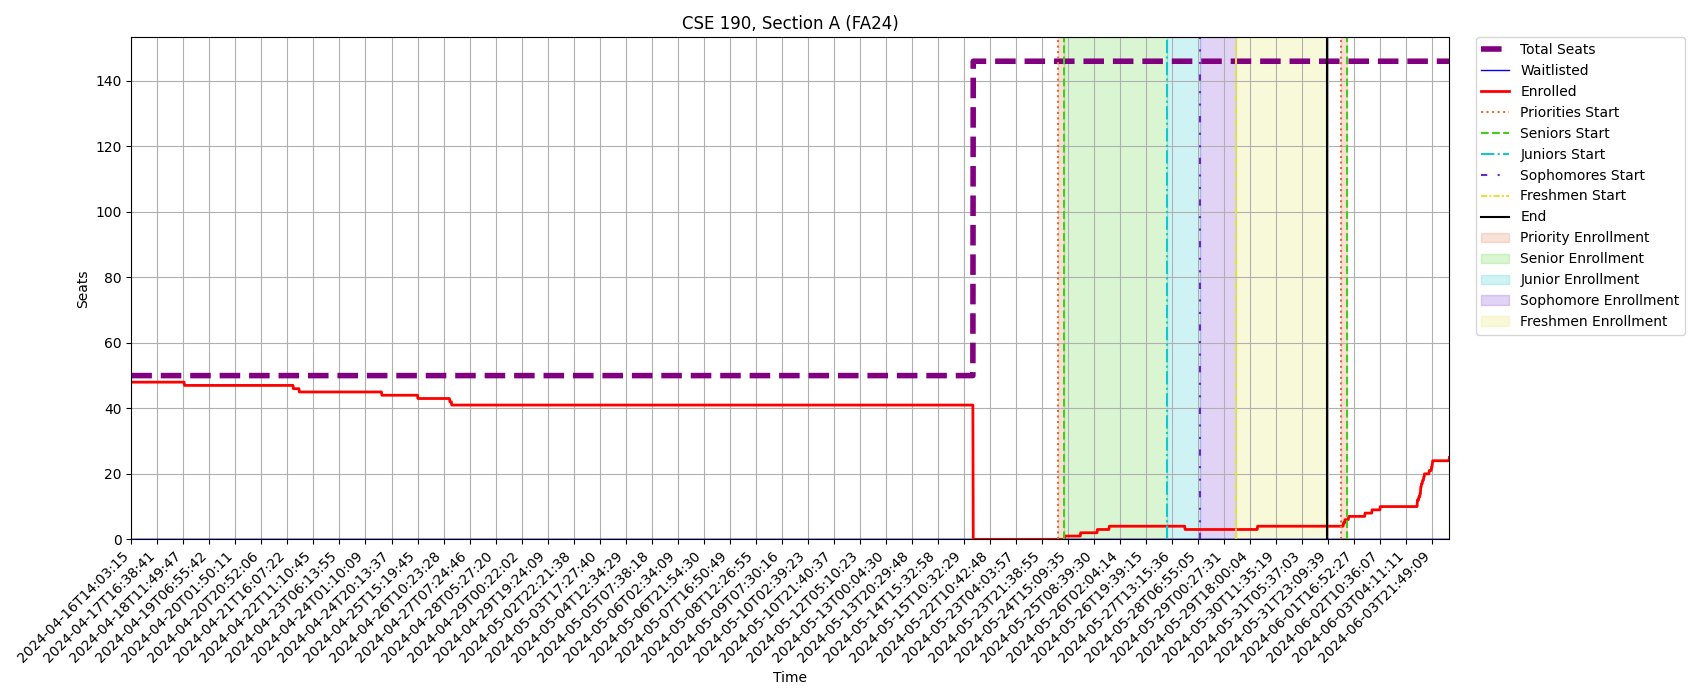 CSE 190, Section A (FA24)
Total Seats
Waitlisted
Enrolled
Priorities Start
Seniors Start
Juniors Start
Sophomores Start
Freshmen Start
End
Priority Enrollment
Senior Enrollment
Junior Enrollment
Sophomore Enrollment
Freshmen Enrollment
Seats
140
120
100
80
60
40
20
0
2024-04-16T14:03:15
2024-04-17T16:38:41
2024-04-18T11:49:47
2024-04-19T06:55:42
2024-04-20T01:50:11
2024-04-20T20:52:06
2024-04-21T16:07:22
2024-04-22T11:10:45
2024-04-23T06:13:55
2024-04-24T01:10:09
2024-04-24T20:13:37
2024-04-25T15:19:45
2024-04-26T10:23:28
2024-04-27T07:24:46
2024-04-28T05:27:20
2024-04-29T00:22:02
2024-04-29T19:24:09
2024-05-02T22:21:38
2024-05-03T17:27:40
2024-05-04T12:34:29
2024-05-05T07:38:18
2024-05-06T02:34:09
2024-05-06T21:54:30
2024-05-07T16:50:49
2024-05-08T12:26:55
2024-05-09T07:30:16
2024-05-10T02:39:23
2024-05-10T21:40:37
2024-05-12T05:10:23
2024-05-13T00:04:30
2024-05-13T20:29:48
2024-05-14T15:32:58
2024-05-15T10:32:29
2024-05-22T10:42:48
2024-05-23T04:03:57
2024-05-23T21:38:55
2024-05-24T15:09:35
2024-05-25T08:39:30
2024-05-26T02:04:14
2024-05-26T19:39:15
2024-05-27T13:15:36
2024-05-28T06:55:05
2024-05-29T00:27:31
2024-05-29T18:00:04
2024-05-30T11:35:19
2024-05-31T05:37:03
2024-05-31T23:09:39
2024-06-01T16:52:27
2024-06-02T10:36:07
2024-06-03T04:11:11
2024-06-03T21:49:09
Time